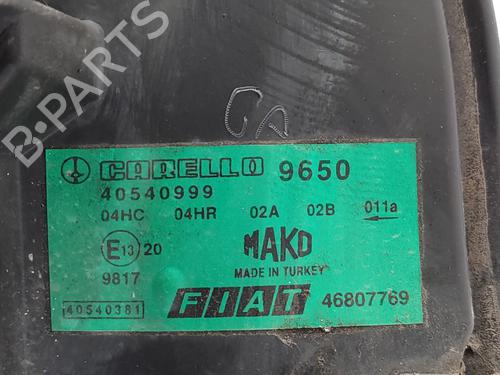 B-PARTS
CA
CARELLO 9650
40540999
04HC 04HR 02A 02B 011a
E13 20
MAKO
9817
MADE IN TURKEY
40540381
FIAT 46807769